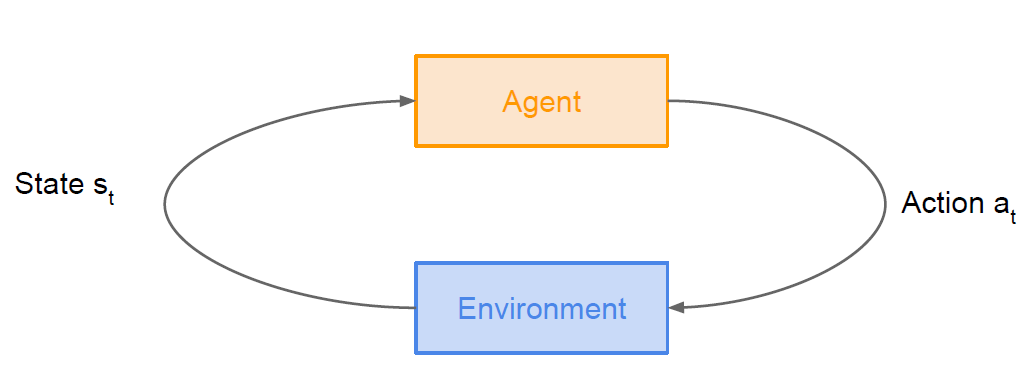 Agent
State sₜ
Action aₜ
Environment